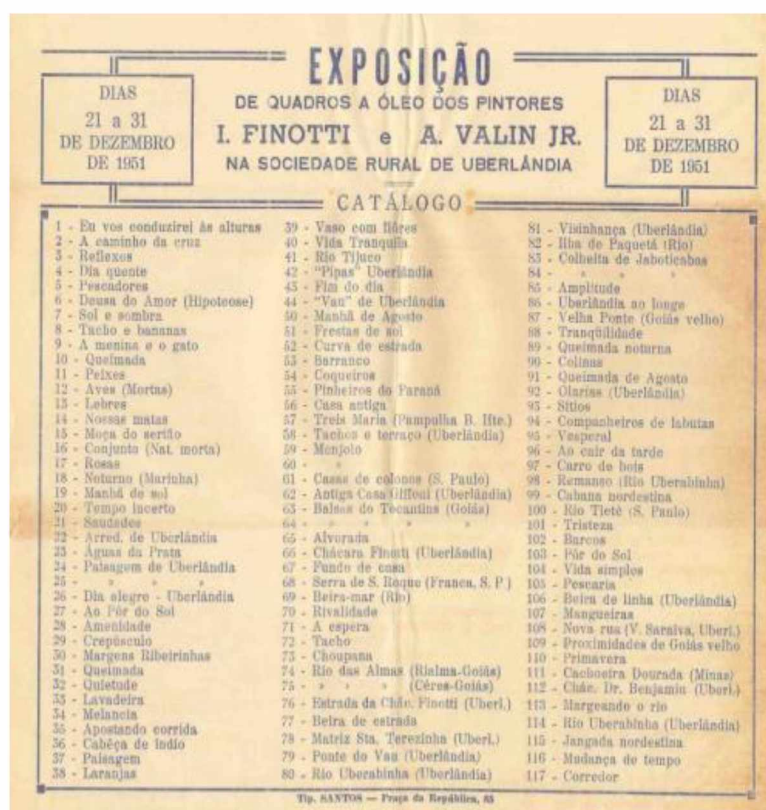 EXPOSIÇÃO
DE QUADROS A ÓLEO DOS PINTORES
I. FINOTTI e A. VALIN JR.
NA SOCIEDADE RURAL DE UBERLÂNDIA
DIAS
21 a 31
DE DEZEMBRO
DE 1951
DIAS
21 a 31
DE DEZEMBRO
DE 1951
CATÁLOGO
1 - Eu vos conduzirei às alturas
2 - A caminho da cruz
3 - Reflexos
4 - Dia quente
5 - Pescadores
6 - Deusa do Amor (Hipoteose)
7 - Sol e sombra
8 - Tacho e bananas
9 - A menina e o gato
10 - Queimada
11 - Peixes
12 - Aves (Mortas)
13 - Lebres
14 - Nossas matas
15 - Moça do sertão
16 - Conjunto (Nat. morta)
17 - Rosas
18 - Noturno (Marinha)
19 - Manhã de sol
20 - Tempo incerto
21 - Saudades
22 - Arred. de Uberlândia
23 - Águas da Prata
24 - Paisagem de Uberlândia
25 - » » »
26 - Dia alegre - Uberlândia
27 - Ao Pôr do Sol
28 - Amenidade
29 - Crepúsculo
30 - Margens Ribeirinhas
31 - Queimada
32 - Quietude
33 - Lavadeira
34 - Melancia
35 - Apostando corrida
36 - Cabêça de indio
37 - Paisagem
38 - Laranjas
39 - Vaso com flôres
40 - Vida Tranquila
41 - Rio Tijuco
42 - "Pipas" Uberlândia
43 - Fim do dia
44 - "Vau" de Uberlândia
50 - Manhã de Agosto
51 - Frestas de sol
52 - Curva de estrada
53 - Barranco
54 - Coqueiros
55 - Pinheiros do Paraná
56 - Casa antiga
57 - Treis Maria (Pampulha B. Hte.)
58 - Tachos e terraço (Uberlândia)
59 - Monjolo
60 - »
61 - Casas de colonos (S. Paulo)
62 - Antiga Casa Giffoni (Uberlândia)
63 - Balsas do Tocantins (Goiás)
64 - » » » »
65 - Alvorada
66 - Chácara Finotti (Uberlândia)
67 - Fundo de casa
68 - Serra de S. Roque (Franca, S. P.)
69 - Beira-mar (Rio)
70 - Rivalidade
71 - A espera
72 - Tacho
73 - Choupana
74 - Rio das Almas (Rialma-Goiás)
75 - » » » (Céres-Goiás)
76 - Estrada da Chác. Finotti (Uberl.)
77 - Beira de estrada
78 - Matriz Sta. Terezinha (Uberl.)
79 - Ponte do Vau (Uberlândia)
80 - Rio Uberabinha (Uberlândia)
81 - Visinhança (Uberlândia)
82 - Ilha de Paquetá (Rio)
83 - Colheita de Jaboticabas
84 - » » »
85 - Amplitude
86 - Uberlândia ao longe
87 - Velha Ponte (Goiás velho)
88 - Tranqüilidade
89 - Queimada noturna
90 - Colinas
91 - Queimada de Agosto
92 - Olarias (Uberlândia)
93 - Sítios
94 - Companheiros de labutas
95 - Vesperal
96 - Ao cair da tarde
97 - Carro de bois
98 - Remanso (Rio Uberabinha)
99 - Cabana nordestina
100 - Rio Tietê (S. Paulo)
101 - Tristeza
102 - Barcos
103 - Pôr do Sol
104 - Vida simples
105 - Pescaria
106 - Beira de linha (Uberlândia)
107 - Mangueiras
108 - Nova rua (V. Saraiva, Uberl.)
109 - Proximidades de Goiás velho
110 - Primavera
111 - Cachoeira Dourada (Minas)
112 - Chác. Dr. Benjamin (Uberl.)
113 - Margeando o rio
114 - Rio Uberabinha (Uberlândia)
115 - Jangada nordestina
116 - Mudança de tempo
117 - Corredor
Tip. SANTOS — Praça da República, 85